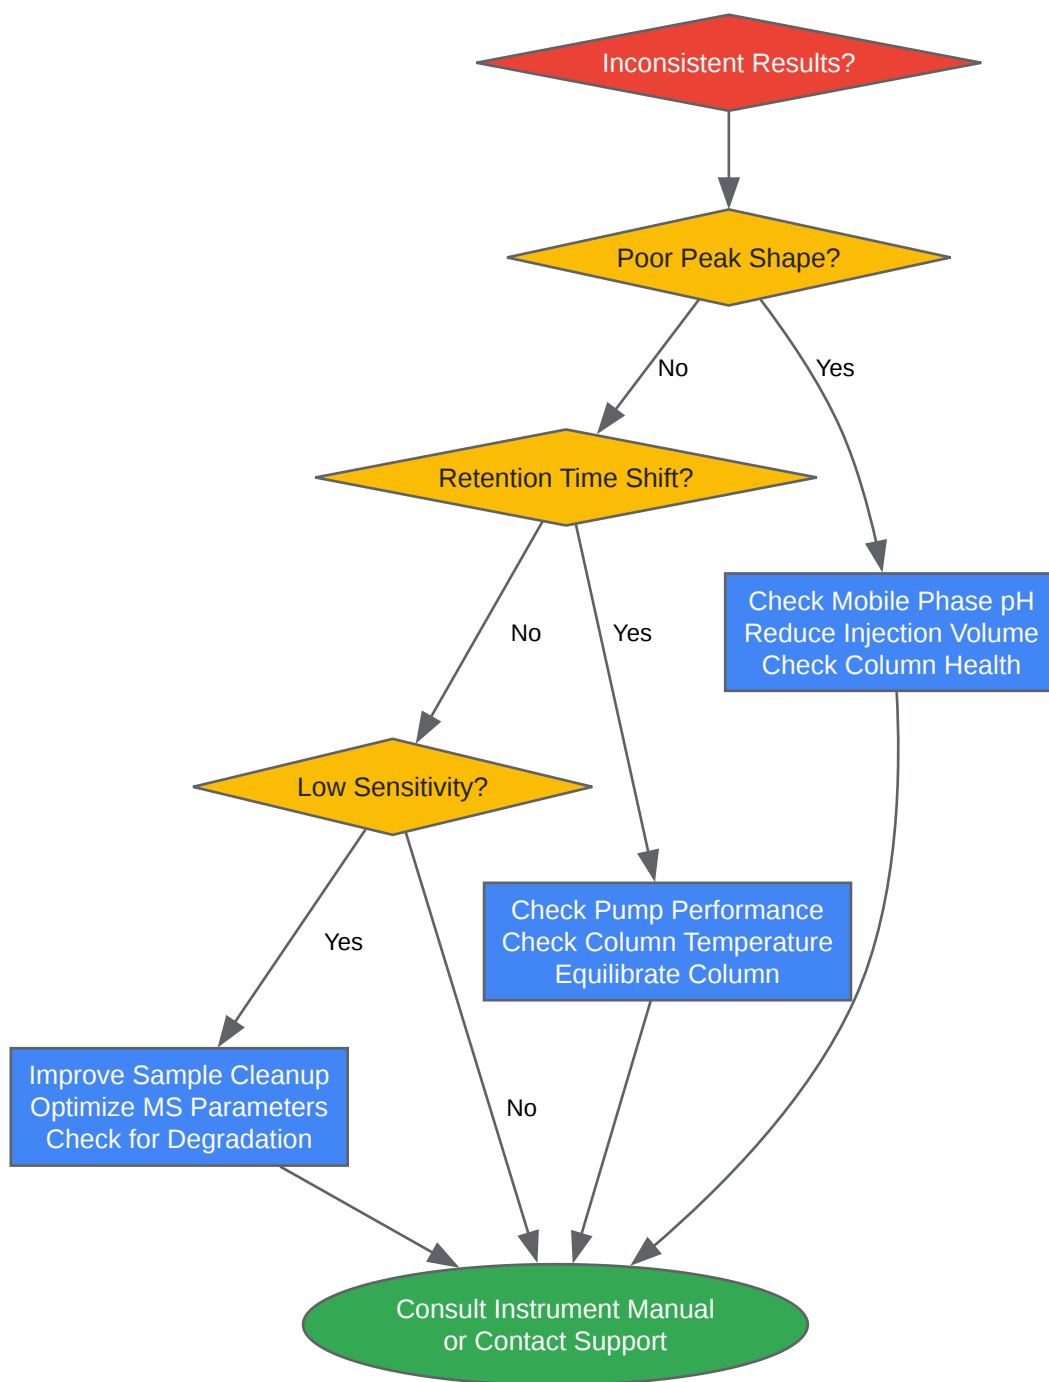 Inconsistent Results?
Poor Peak Shape?
No
Yes
Retention Time Shift?
No
Yes
Check Mobile Phase pH
Reduce Injection Volume
Check Column Health
Low Sensitivity?
Yes
No
Check Pump Performance
Check Column Temperature
Equilibrate Column
Improve Sample Cleanup
Optimize MS Parameters
Check for Degradation
Consult Instrument Manual
or Contact Support